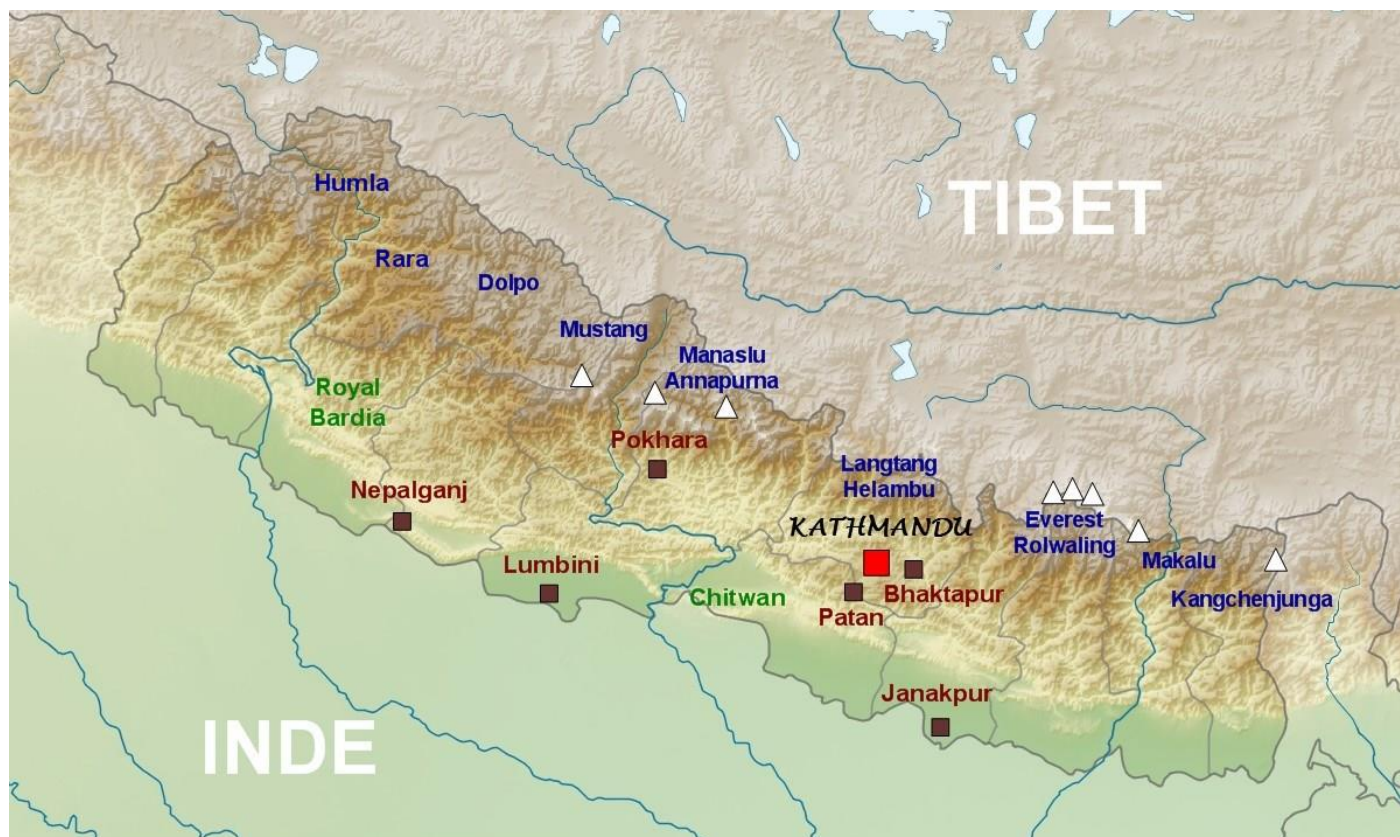 TIBET
Humla
Rara
Dolpo
Mustang
Manaslu
Annapurna
Royal
Bardia
Pokhara
Langtang
Helambu
Nepalganj
KATHMANDU
Everest
Rolwaling
Makalu
Lumbini
Chitwan
Bhaktapur
Kangchenjunga
Patan
Janakpur
INDE